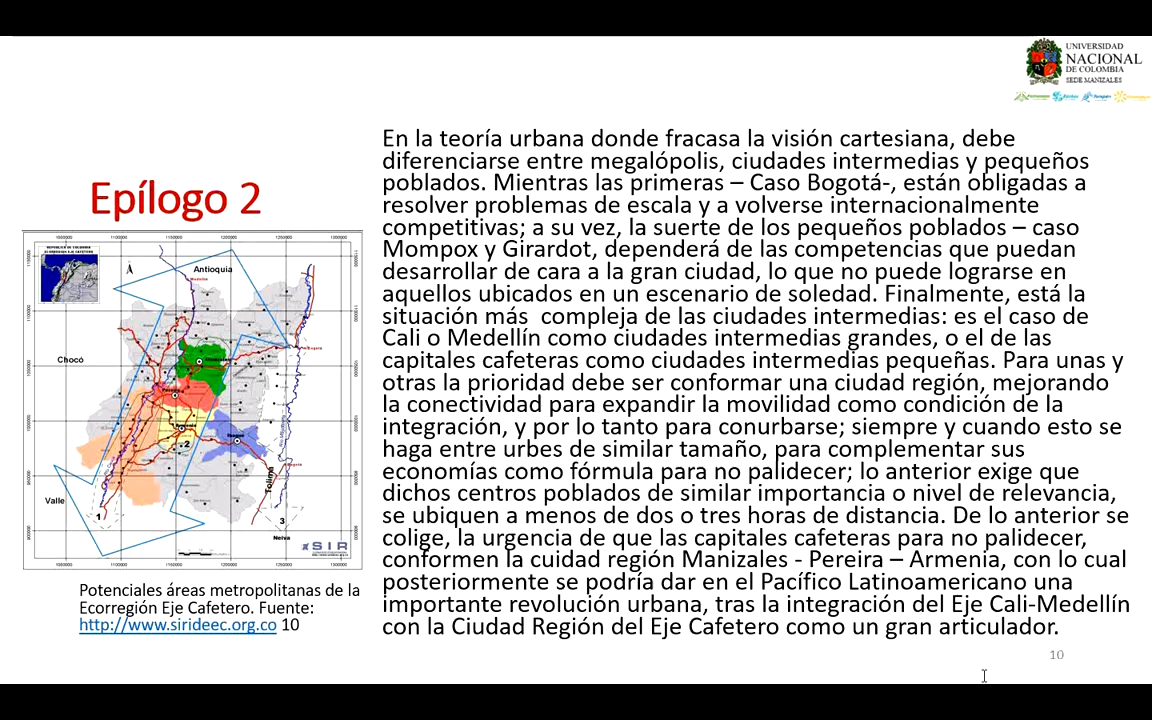 UNIVERSIDAD
NACIONAL
DE COLOMBIA
SEDE MANIZALES
Epílogo 2
En la teoría urbana donde fracasa la visión cartesiana, debe
diferenciarse entre megalópolis, ciudades intermedias y pequeños
poblados. Mientras las primeras – Caso Bogotá-, están obligadas a
resolver problemas de escala y a volverse internacionalmente
competitivas; a su vez, la suerte de los pequeños poblados – caso
Mompox y Girardot, dependerá de las competencias que puedan
desarrollar de cara a la gran ciudad, lo que no puede lograrse en
aquellos ubicados en un escenario de soledad. Finalmente, está la
situación más  compleja de las ciudades intermedias: es el caso de
Cali o Medellín como ciudades intermedias grandes, o el de las
capitales cafeteras como ciudades intermedias pequeñas. Para unas y
otras la prioridad debe ser conformar una ciudad región, mejorando
la conectividad para expandir la movilidad como condición de la
integración, y por lo tanto para conurbarse; siempre y cuando esto se
haga entre urbes de similar tamaño, para complementar sus
economías como fórmula para no palidecer; lo anterior exige que
dichos centros poblados de similar importancia o nivel de relevancia,
se ubiquen a menos de dos o tres horas de distancia. De lo anterior se
colige, la urgencia de que las capitales cafeteras para no palidecer,
conformen la cuidad región Manizales - Pereira – Armenia, con lo cual
posteriormente se podría dar en el Pacífico Latinoamericano una
importante revolución urbana, tras la integración del Eje Cali-Medellín
con la Ciudad Región del Eje Cafetero como un gran articulador.
Antioquia
Chocó
Valle
Tolima
1
2
3
Neiva
SIR
Potenciales áreas metropolitanas de la
Ecorregión Eje Cafetero. Fuente:
http://www.sirideec.org.co 10
10